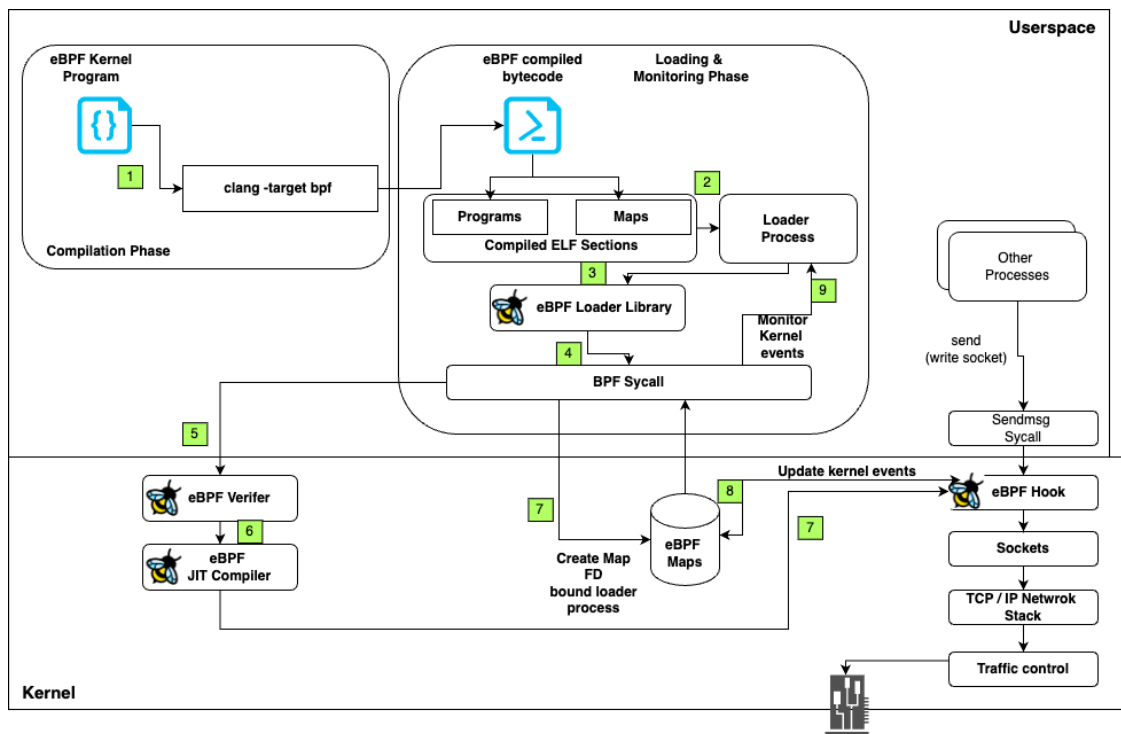 Userspace
eBPF Kernel
Program
{}
1
clang -target bpf
Compilation Phase
eBPF compiled
bytecode
Loading &
Monitoring Phase
2
Programs
Maps
Compiled ELF Sections
Loader
Process
3
eBPF Loader Library
9
Monitor
Kernel
events
4
BPF Sycall
Other
Processes
send
(write socket)
Sendmsg
Sycall
5
eBPF Verifer
6
eBPF
JIT Compiler
7
Create Map
FD
bound loader
process
eBPF
Maps
8
Update kernel events
7
eBPF Hook
Sockets
TCP / IP Netwrok
Stack
Traffic control
Kernel